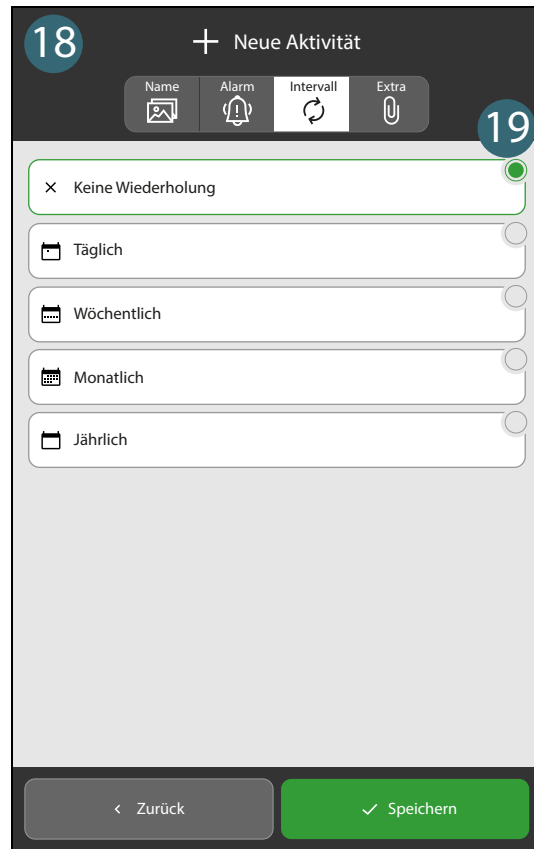 18
Neue Aktivität
Name Alarm Intervall Extra
19
Keine Wiederholung
Täglich
Wöchentlich
Monatlich
Jährlich
Zurück Speichern